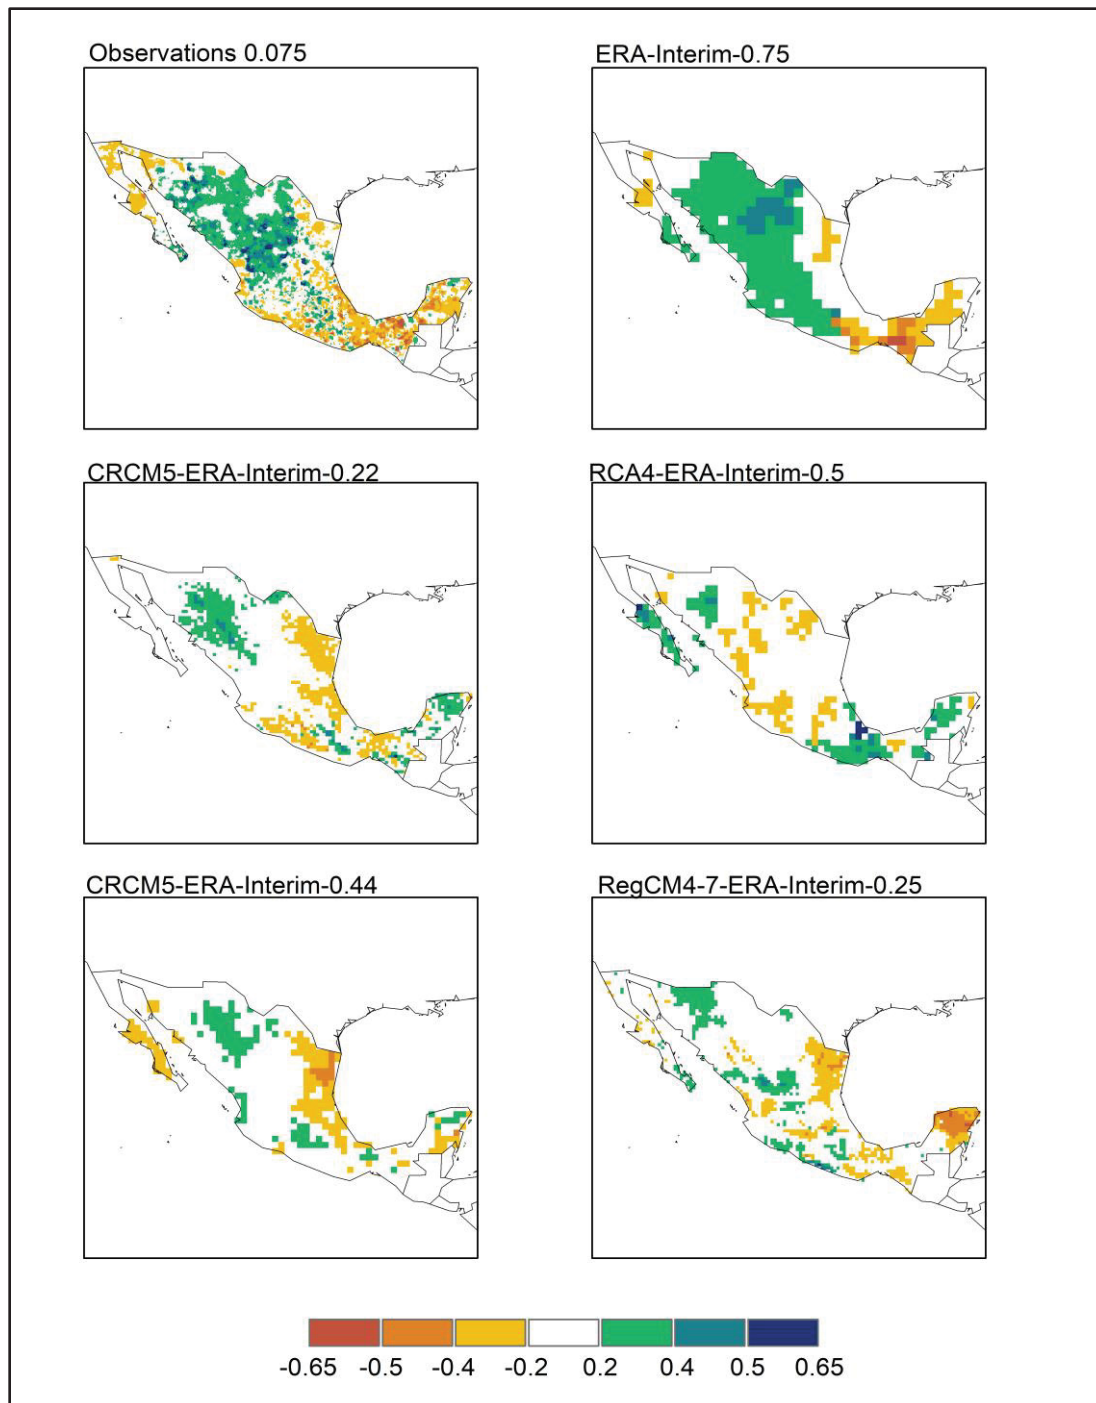 Observations 0.075
ERA-Interim-0.75
CRCM5-ERA-Interim-0.22
RCA4-ERA-Interim-0.5
CRCM5-ERA-Interim-0.44
RegCM4-7-ERA-Interim-0.25
-0.65 -0.5 -0.4 -0.2 0.2 0.4 0.5 0.65